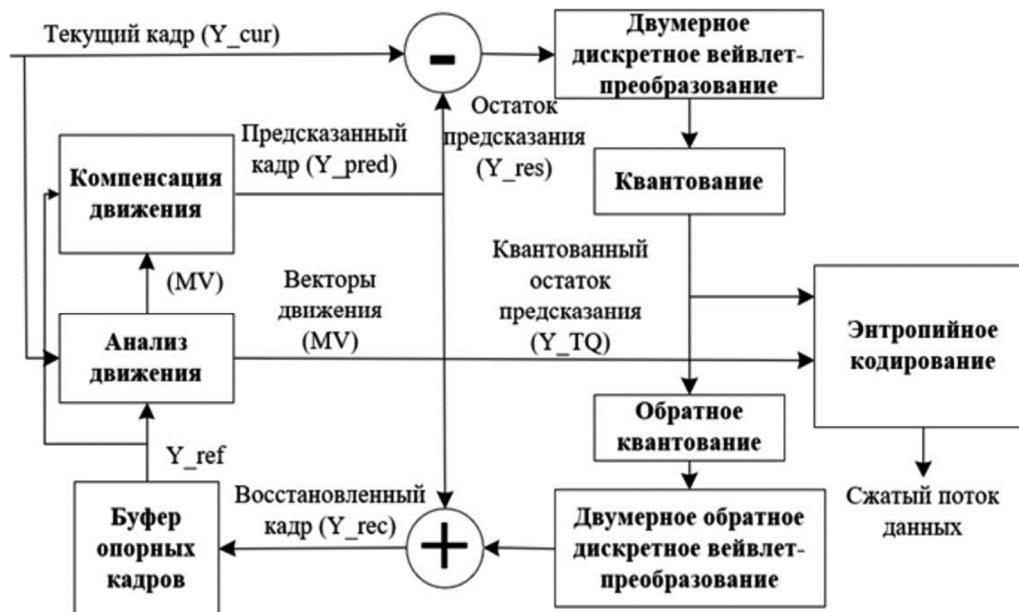 Текущий кадр (Y_cur)
-
Двумерное
дискретное вейвлет-
преобразование
Остаток
предсказания
(Y_res)
Предсказанный
кадр (Y_pred)
Компенсация
движения
Квантование
(MV)
Векторы
движения
(MV)
Квантованный
остаток
предсказания
(Y_TQ)
Энтропийное
кодирование
Анализ
движения
Обратное
квантование
Y_ref
Сжатый поток
данных
Буфер
опорных
кадров
Восстановленный
кадр (Y_rec)
+
Двумерное обратное
дискретное вейвлет-
преобразование